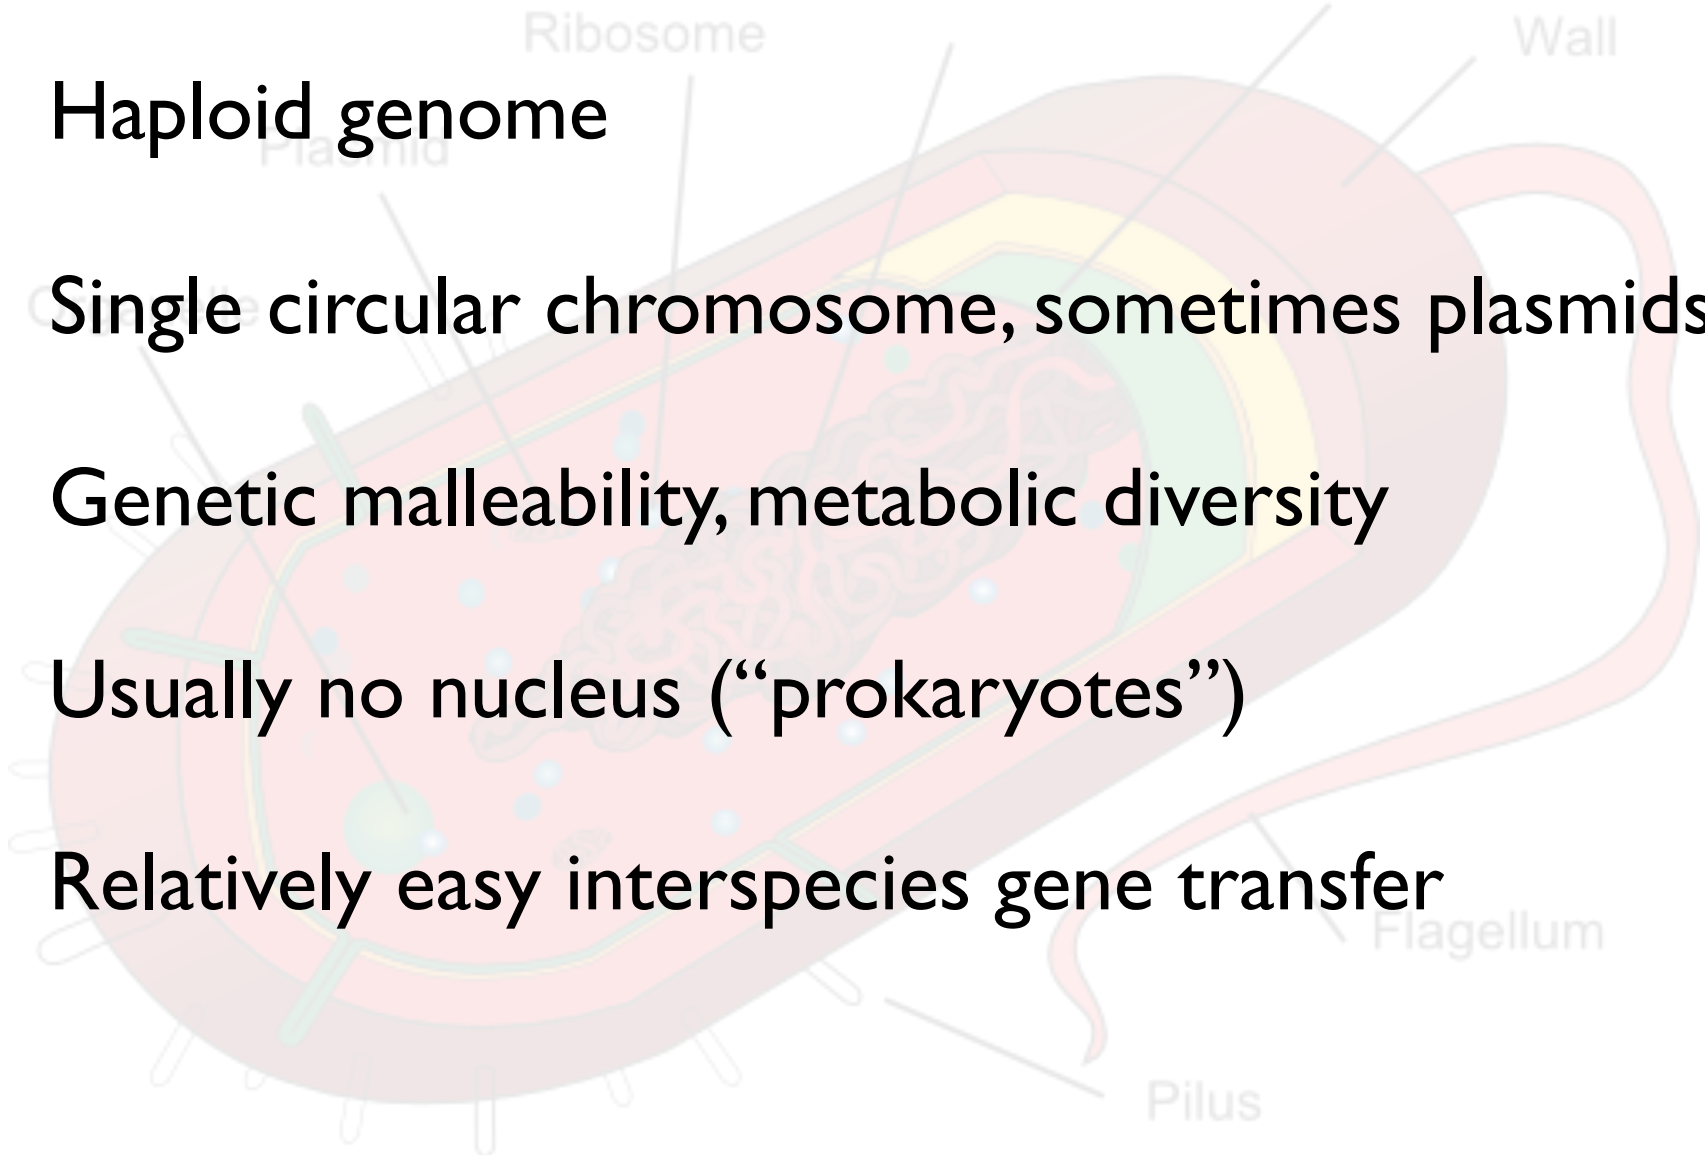 Ribosome
Wall
Haploid genome
Plasmid
Single circular chromosome, sometimes plasmids
Organelle
Genetic malleability, metabolic diversity
Usually no nucleus (“prokaryotes”)
Relatively easy interspecies gene transfer
Flagellum
Pilus